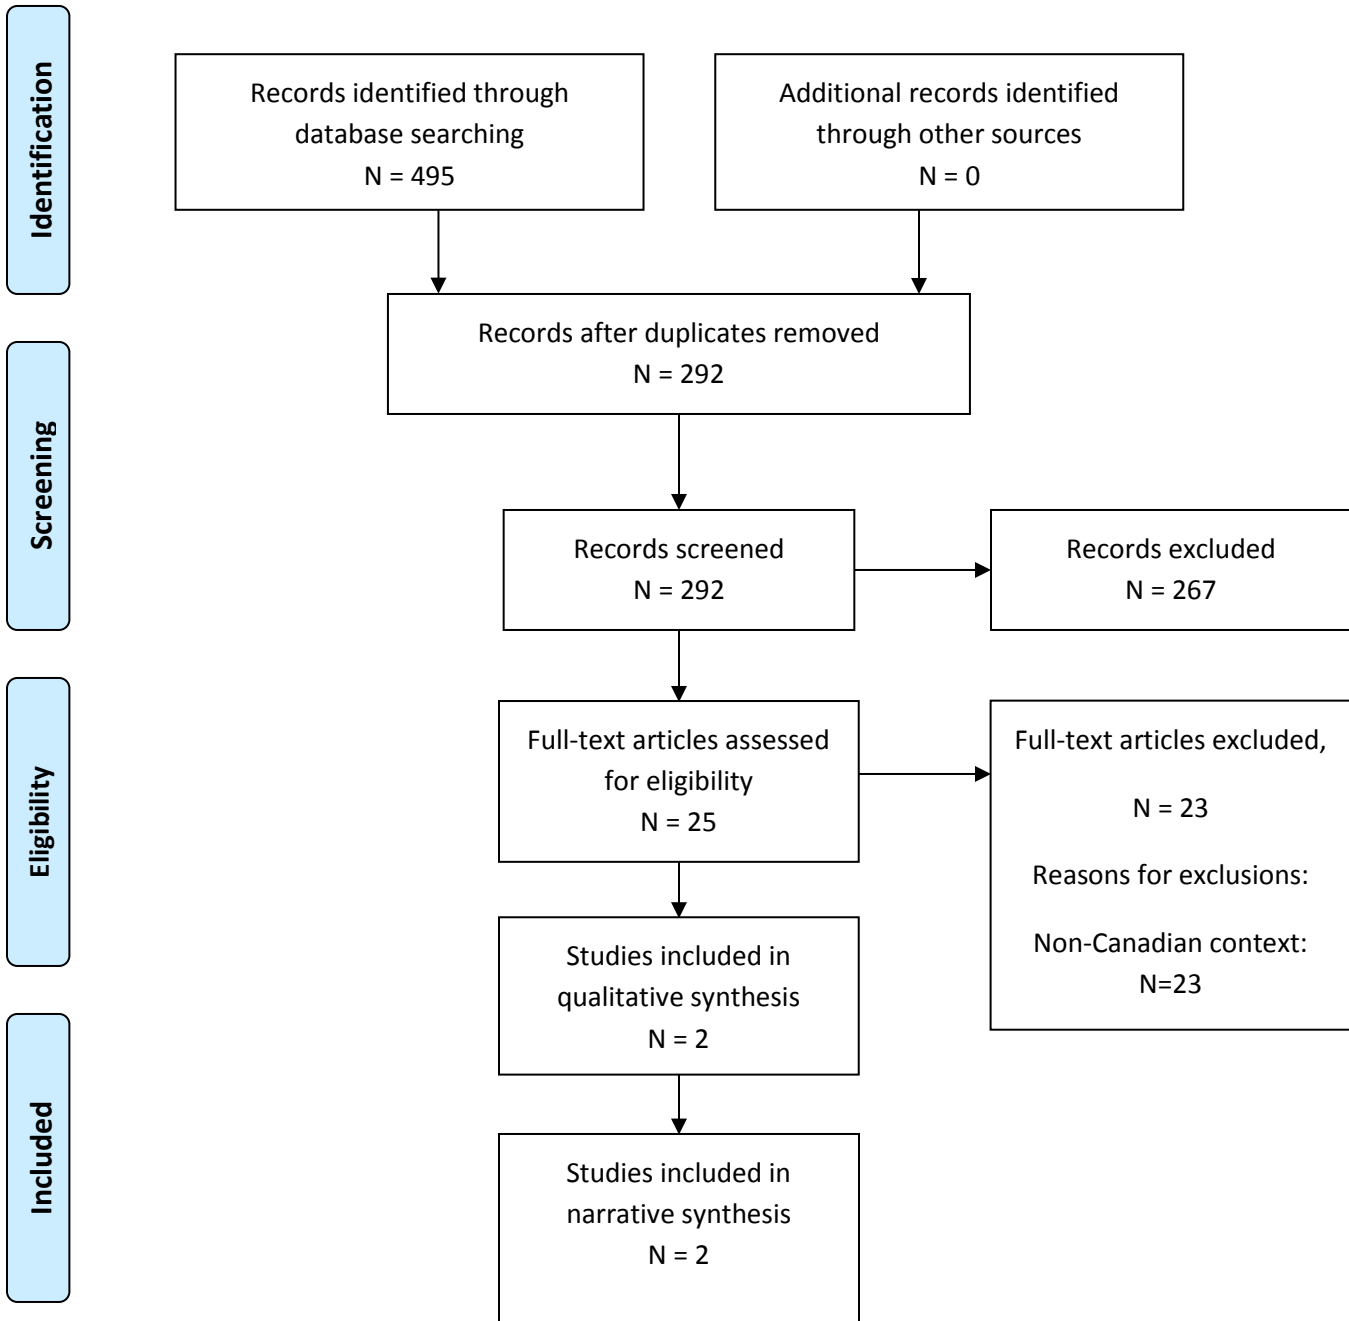 Identification
Records identified through
database searching
N = 495
Additional records identified
through other sources
N = 0
Records after duplicates removed
N = 292
Screening
Records screened
N = 292
Records excluded
N = 267
Eligibility
Full-text articles assessed
for eligibility
N = 25
Full-text articles excluded,
N = 23
Reasons for exclusions:
Non-Canadian context:
N=23
Studies included in
qualitative synthesis
N = 2
Included
Studies included in
narrative synthesis
N = 2